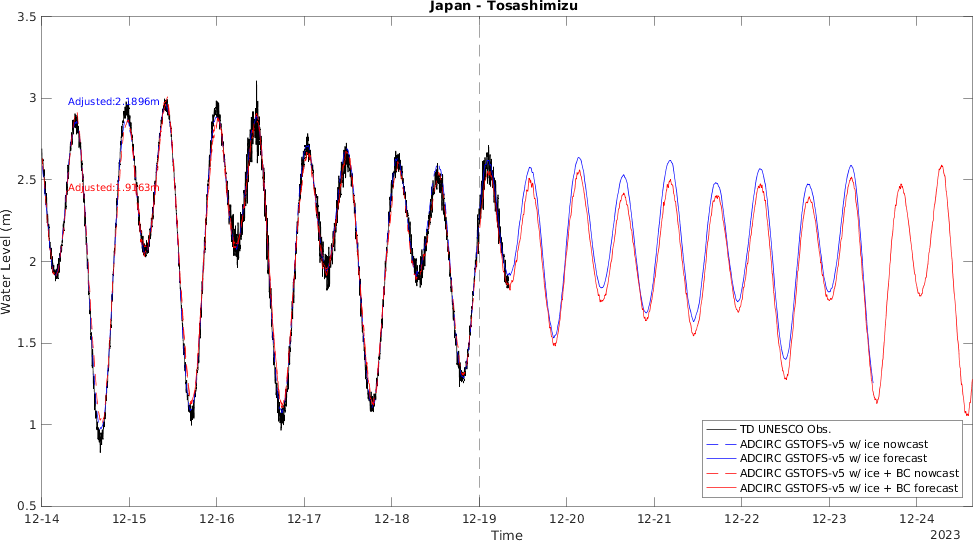 Japan - Tosashimizu
3.5
3
2.5
2
1.5
1
0.5
Water Level (m)
Adjusted:2.1896m
Adjusted:1.9163m
TD UNESCO Obs.
ADCIRC GSTOFS-v5 w/ ice nowcast
ADCIRC GSTOFS-v5 w/ ice forecast
ADCIRC GSTOFS-v5 w/ ice + BC nowcast
ADCIRC GSTOFS-v5 w/ ice + BC forecast
12-14 12-15 12-16 12-17 12-18 12-19 12-20 12-21 12-22 12-23 12-24
Time
2023